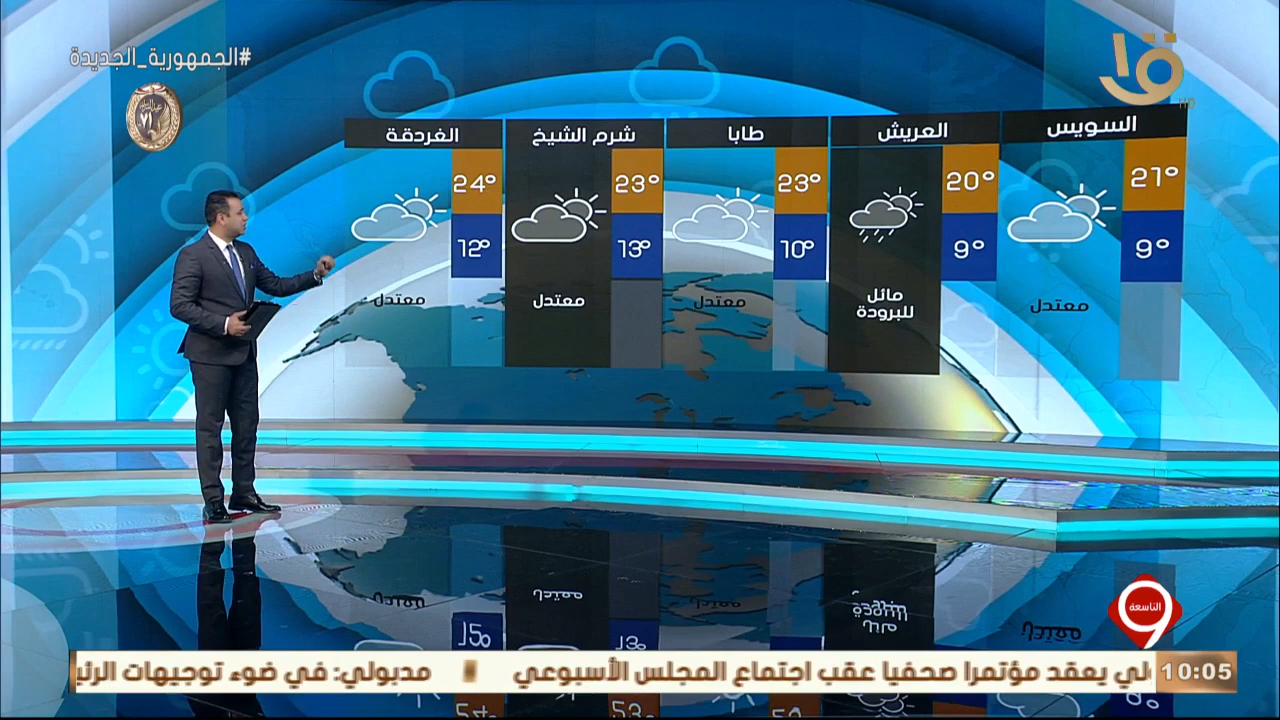 #الجمهورية_الجديدة
السويس
21°
9°
معتدل
العريش
20°
9°
مائل
للبرودة
طابا
23°
10°
معتدل
شرم الشيخ
23°
13°
معتدل
الغردقة
24°
12°
معتدل
التاسعة
9
10:05
لي يعقد مؤتمرا صحفيا عقب اجتماع المجلس الأسبوعي
مدبولي: في ضوء توجيهات الرئي